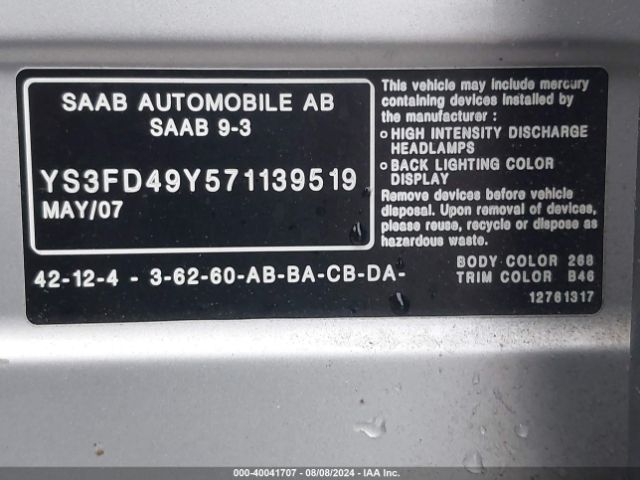 SAAB AUTOMOBILE AB
SAAB 9-3
YS3FD49Y571139519
MAY/07
This vehicle may include mercury
containing devices installed by
the manufacturer :
o HIGH INTENSITY DISCHARGE
HEADLAMPS
o BACK LIGHTING COLOR
DISPLAY
Remove devices before vehicle
disposal. Upon removal of devices,
please reuse, recycle or dispose as
hazardous waste.
42-12-4 - 3-62-60-AB-BA-CB-DA-
BODY COLOR 268
TRIM COLOR B46
12761317
000-40041707 - 08/08/2024 - IAA Inc.